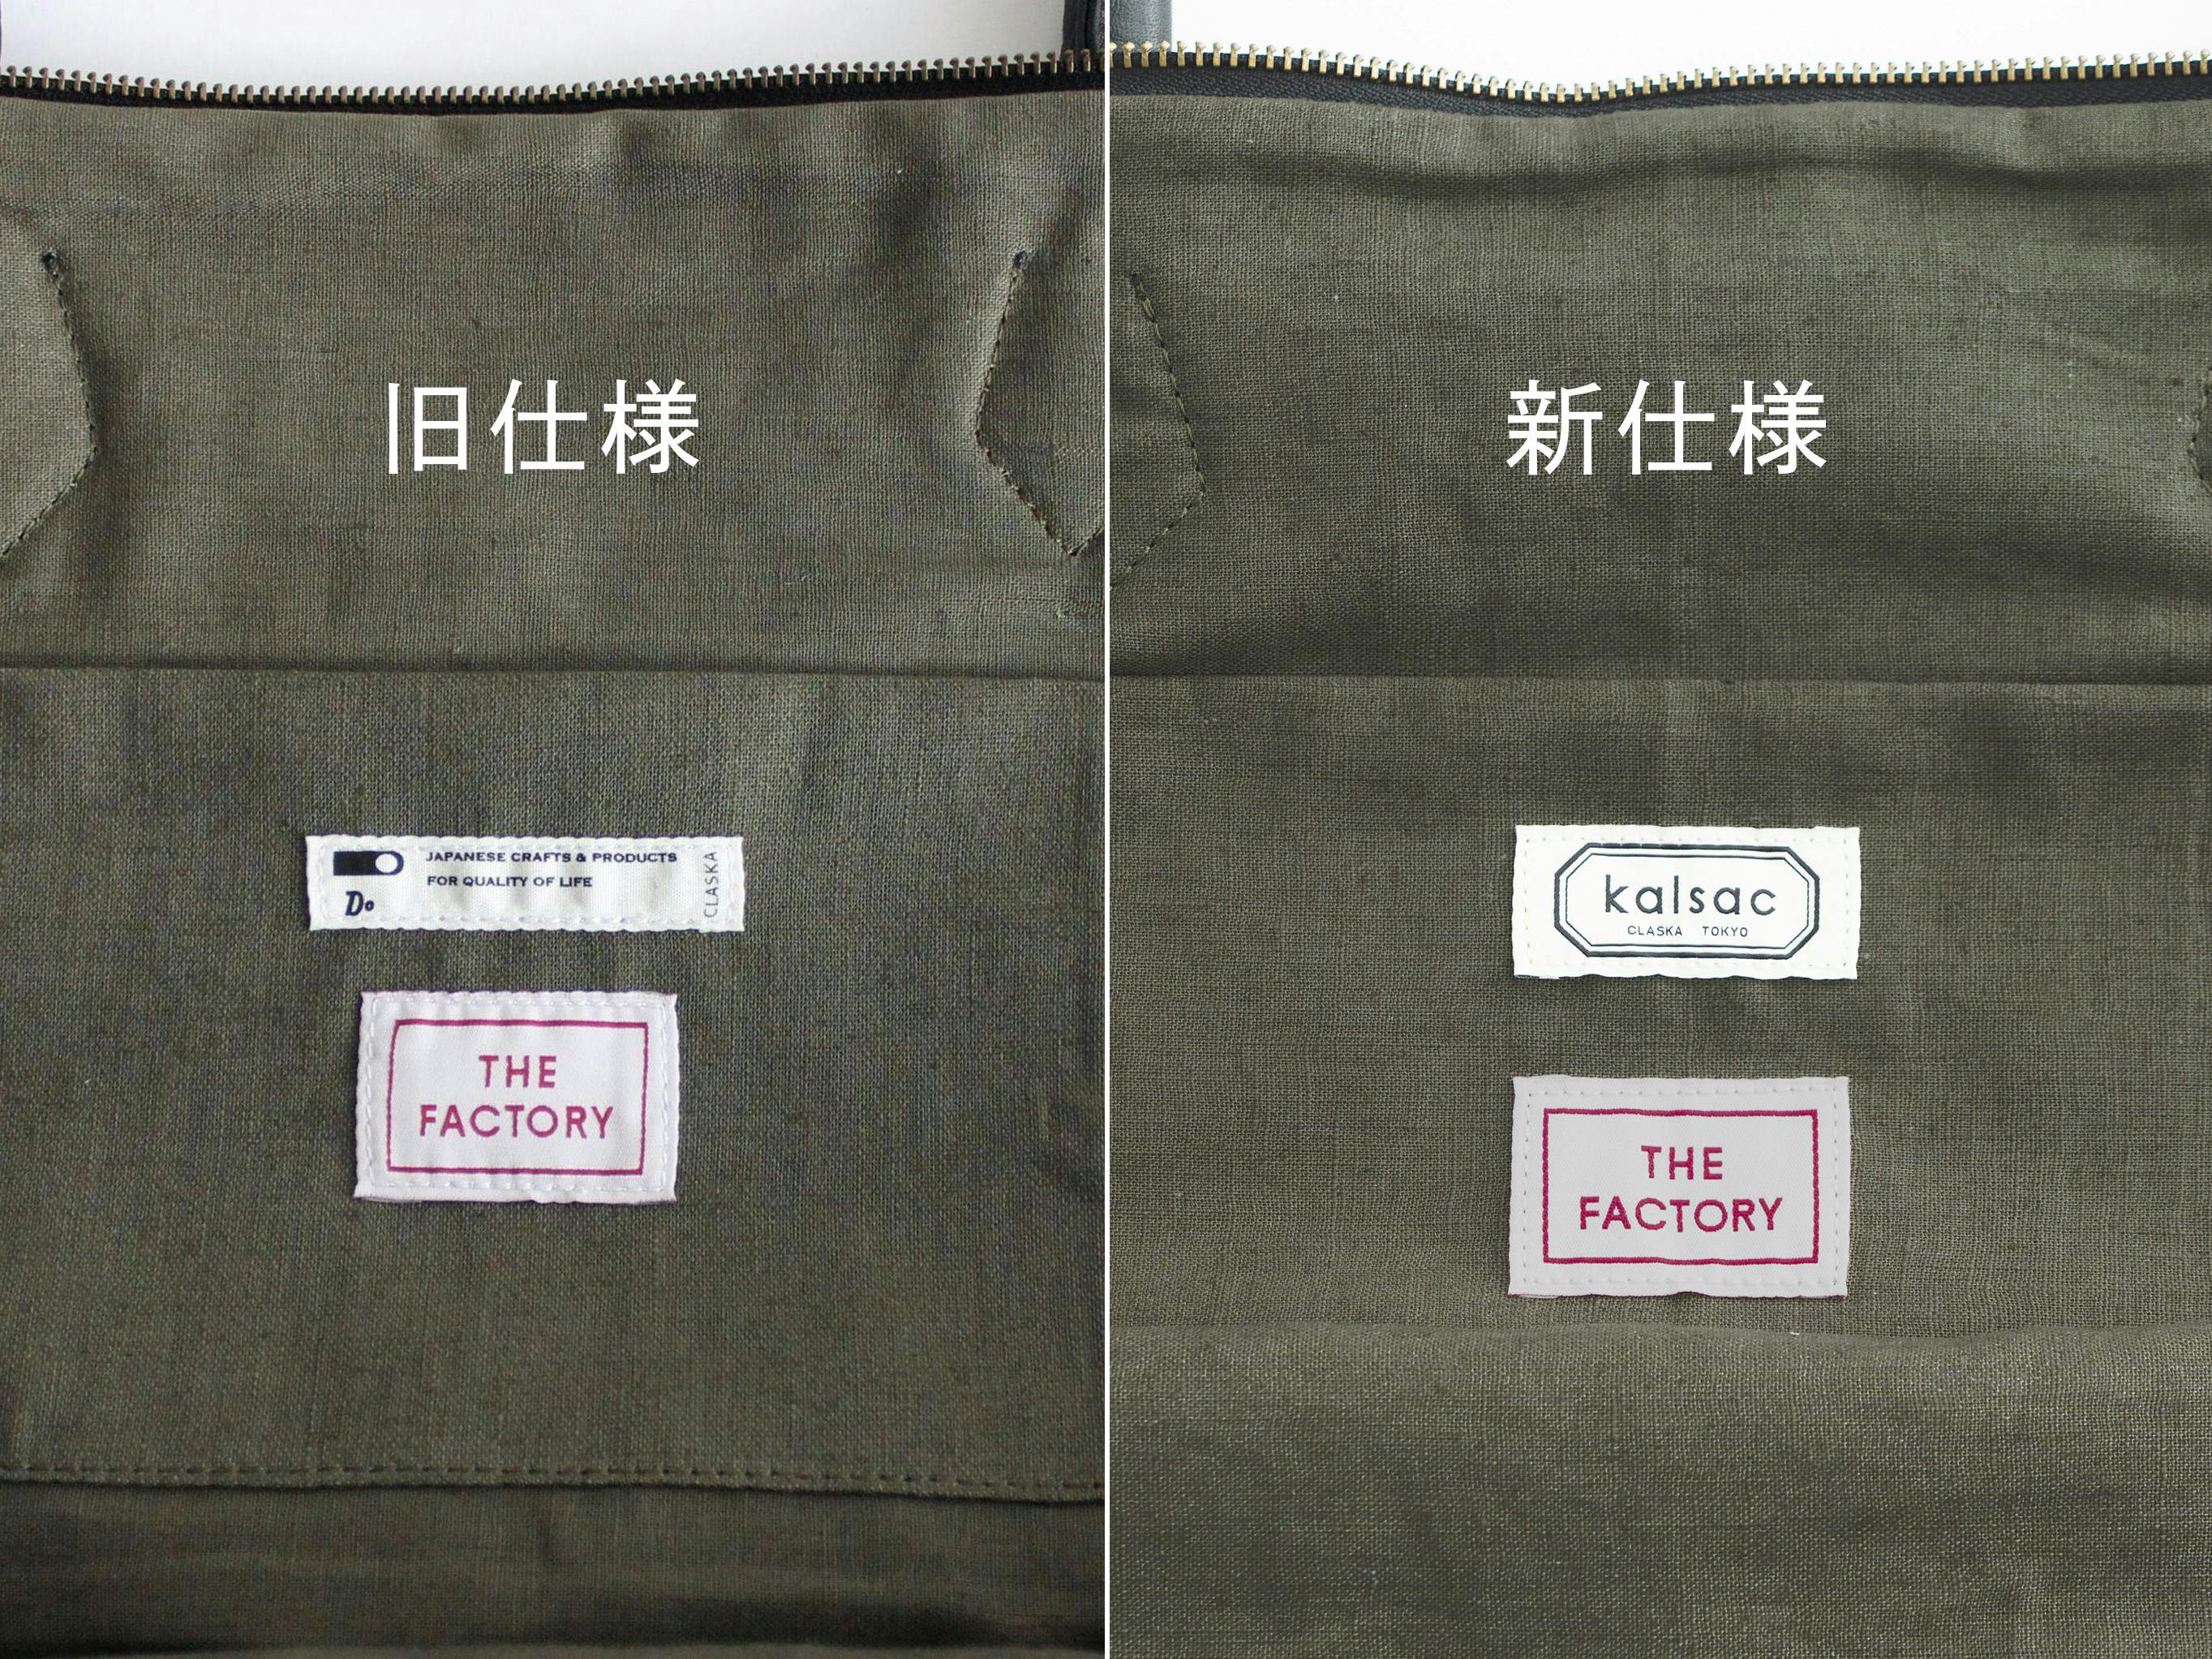 旧仕様
JAPANESE CRAFTS & PRODUCTS
FOR QUALITY OF LIFE
Do
CLASKA
THE
FACTORY
新仕様
kalsac
CLASKA TOKYO
THE
FACTORY